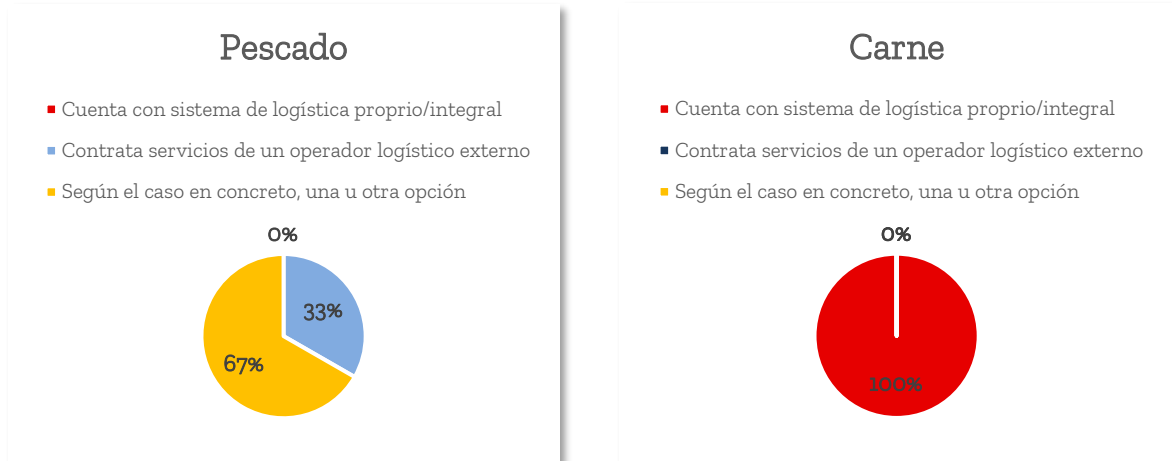 Pescado
Cuenta con sistema de logística proprio/integral
Contrata servicios de un operador logístico externo
Según el caso en concreto, una u otra opción
0%
33%
67%
Carne
Cuenta con sistema de logística proprio/integral
Contrata servicios de un operador logístico externo
Según el caso en concreto, una u otra opción
0%
100%